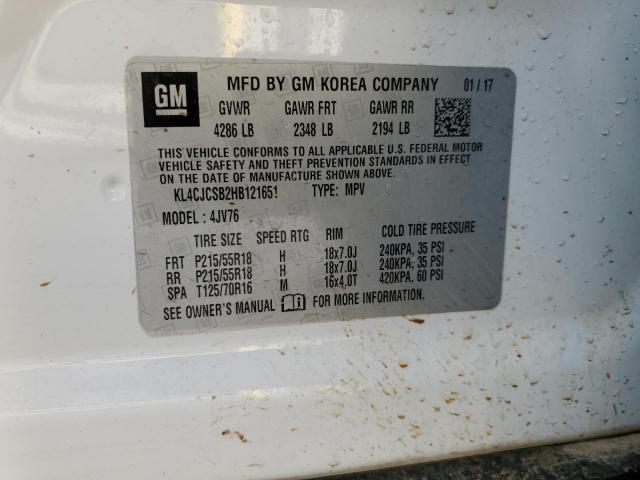 GM MFD BY GM KOREA COMPANY 01 / 17
GVWR GAWR FRT GAWR RR
4286 LB 2348 LB 2194 LB
THIS VEHICLE CONFORMS TO ALL APPLICABLE U.S. FEDERAL MOTOR
VEHICLE SAFETY AND THEFT PREVENTION STANDARDS IN EFFECT
ON THE DATE OF MANUFACTURE SHOWN ABOVE.
KL4CJCSB2HB121651 TYPE: MPV
MODEL : 4JV76
TIRE SIZE SPEED RTG RIM COLD TIRE PRESSURE
FRT P215/55R18 H 18x7.0J 240KPA, 35 PSI
RR P215/55R18 H 18x7.0J 240KPA, 35 PSI
SPA T125/70R16 M 16x4.0T 420KPA, 60 PSI
SEE OWNER'S MANUAL FOR MORE INFORMATION